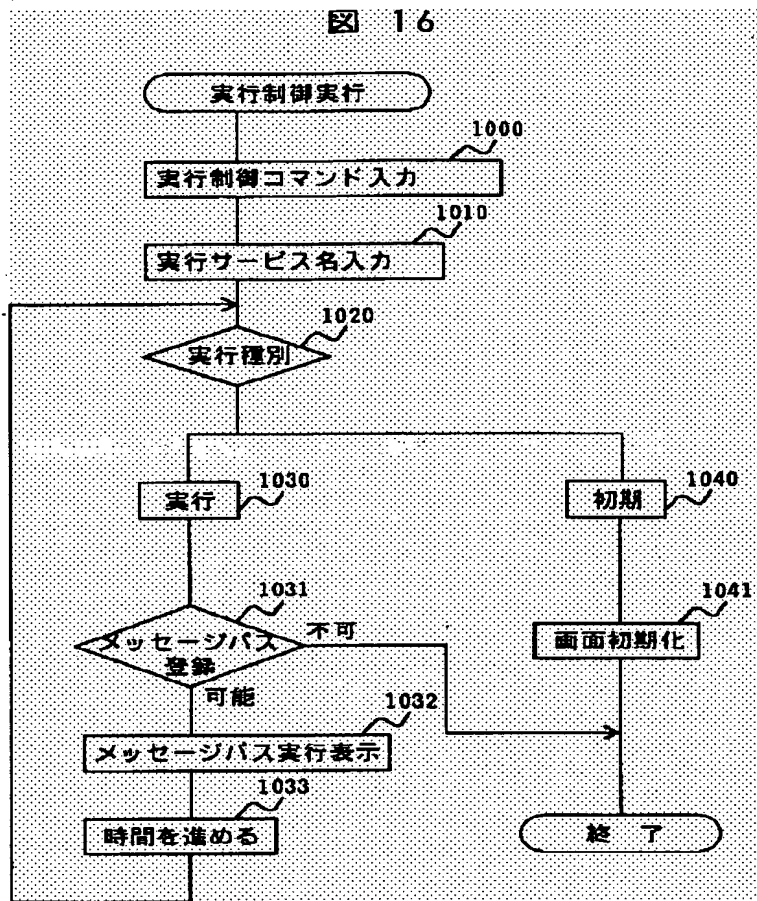 図 16
実行制御実行
1000
実行制御コマンド入力
1010
実行サービス名入力
1020
実行種別
1030
実行
1040
初期
1031
メッセージパス
登録
不可
可能
1041
画面初期化
1032
メッセージパス実行表示
1033
時間を進める
終 了